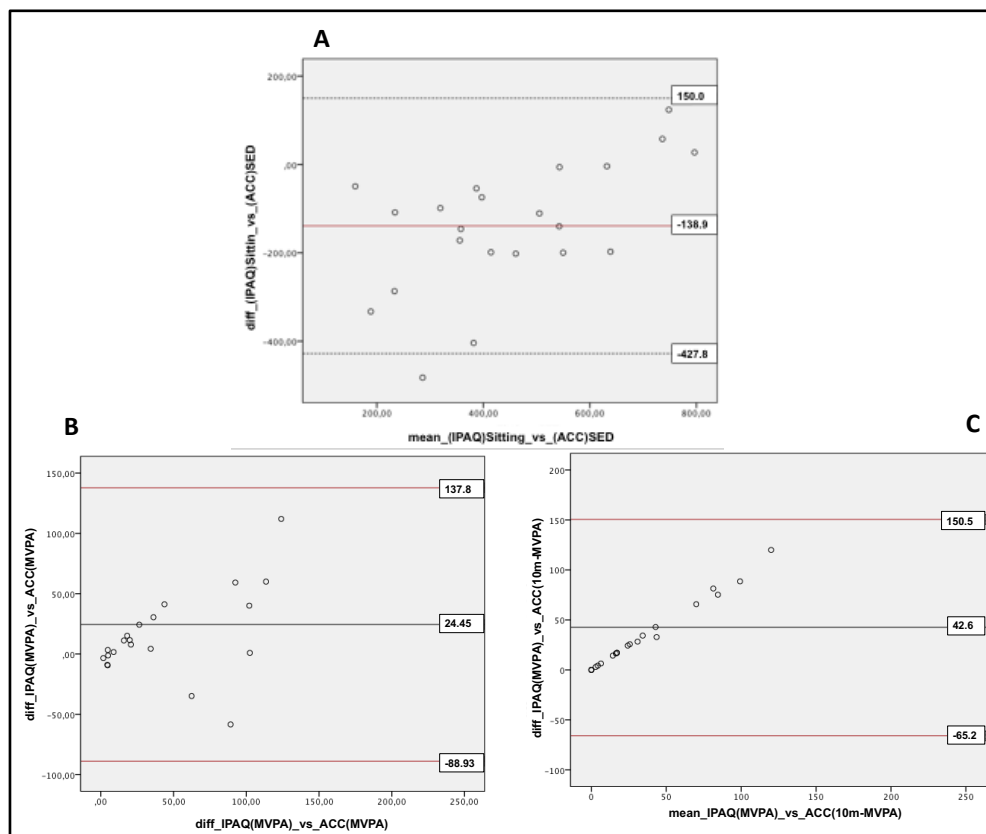 A
200,00
,00
-200,00
-400,00
150.0
-138.9
-427.8
diff_(IPAQ)Sittin_vs_(ACC)SED
200,00 400,00 600,00 800,00
mean_(IPAQ)Sitting_vs_(ACC)SED
B
150,00
100,00
50,00
,00
-50,00
-100,00
137.8
24.45
-88.93
diff_IPAQ(MVPA)_vs_ACC(MVPA)
,00 50,00 100,00 150,00 200,00 250,00
diff_IPAQ(MVPA)_vs_ACC(MVPA)
C
200
150
100
50
0
-50
-100
150.5
42.6
-65.2
diff_IPAQ(MVPA)_vs_ACC(10m-MVPA)
0 50 100 150 200 250
mean_IPAQ(MVPA)_vs_ACC(10m-MVPA)